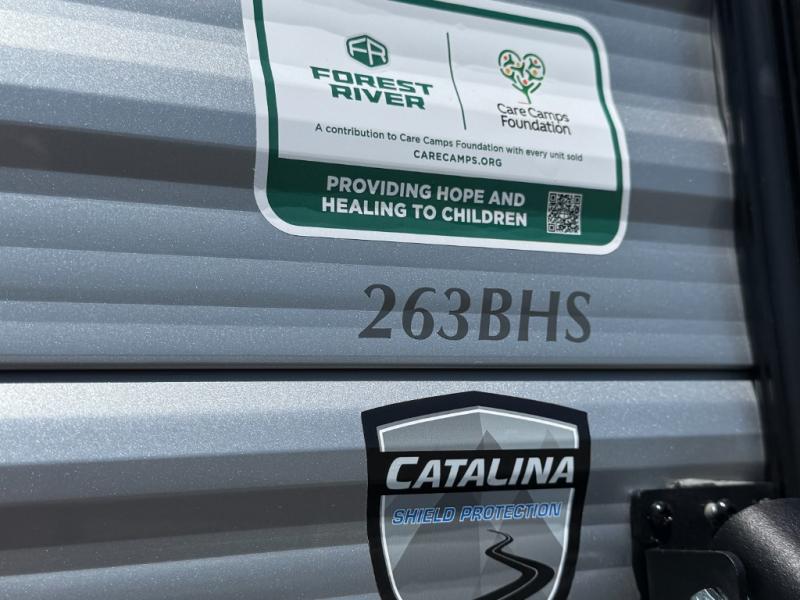 FR
FOREST
RIVER
Care Camps
Foundation
A contribution to Care Camps Foundation with every unit sold
CARECAMPS.ORG
PROVIDING HOPE AND
HEALING TO CHILDREN
263BHS
CATALINA
SHIELD PROTECTION